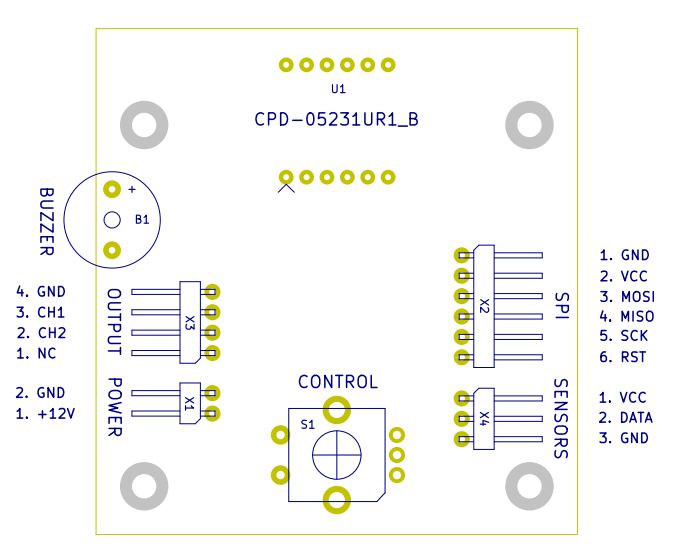 U1
CPD-05231UR1_B
BUZZER
+
B1
4. GND
3. CH1
2. CH2
1. NC
OUTPUT
X3
2. GND
1. +12V
POWER
X1
CONTROL
S1
X2
SPI
1. GND
2. VCC
3. MOSI
4. MISO
5. SCK
6. RST
X4
SENSORS
1. VCC
2. DATA
3. GND